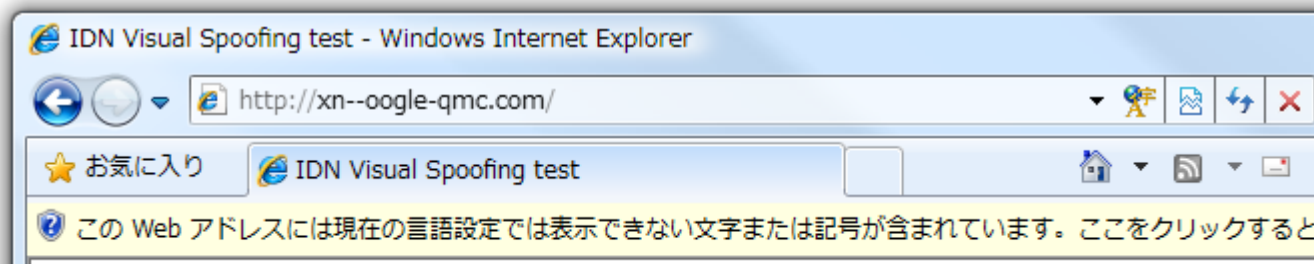 IDN Visual Spoofing test - Windows Internet Explorer
http://xn--oogle-qmc.com/
お気に入り IDN Visual Spoofing test
この Web アドレスには現在の言語設定では表示できない文字または記号が含まれています。ここをクリックすると